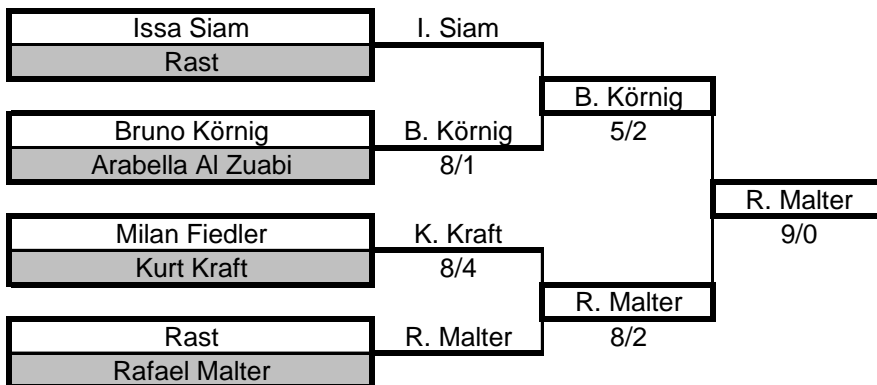 Issa Siam
I. Siam
Rast
B. Körnig
Bruno Körnig
B. Körnig
5/2
Arabella Al Zuabi
8/1
R. Malter
Milan Fiedler
K. Kraft
9/0
Kurt Kraft
8/4
R. Malter
Rast
R. Malter
8/2
Rafael Malter